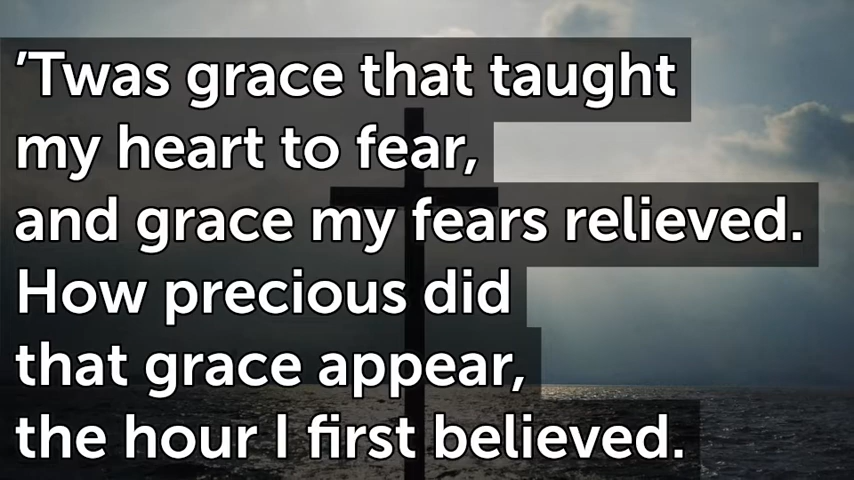 ’Twas grace that taught
my heart to fear,
and grace my fears relieved.
How precious did
that grace appear,
the hour I first believed.